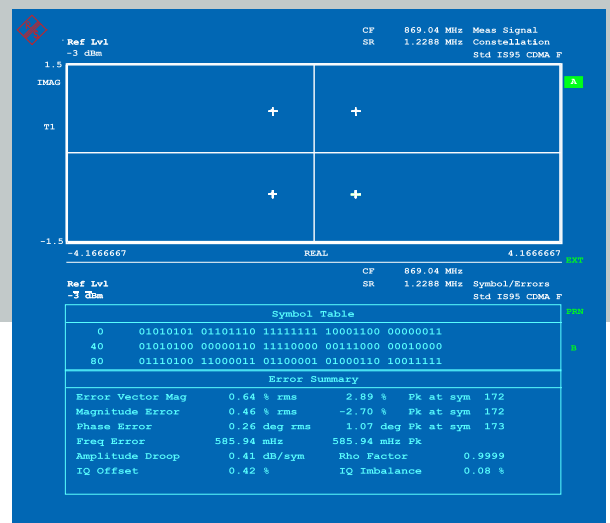 CF 869.04 MHz Meas Signal
Ref Lvl SR 1.2288 MHz Constellation
-3 dBm Std IS95 CDMA F
1.5
IMAG A
T1
-1.5
-4.1666667 REAL 4.1666667
EXT
CF 869.04 MHz
Ref Lvl SR 1.2288 MHz Symbol/Errors
-3 dBm Std IS95 CDMA F
Symbol Table PRN
0 01010101 01101110 11111111 10001100 00000011
40 01010100 00000110 11110000 00111000 00010000 B
80 01110100 11000011 01100001 01000110 10011111
Error Summary
Error Vector Mag 0.64 % rms 2.89 % Pk at sym 172
Magnitude Error 0.46 % rms -2.70 % Pk at sym 172
Phase Error 0.26 deg rms 1.07 deg Pk at sym 173
Freq Error 585.94 mHz 585.94 mHz Pk
Amplitude Droop 0.41 dB/sym Rho Factor 0.9999
IQ Offset 0.42 % IQ Imbalance 0.08 %